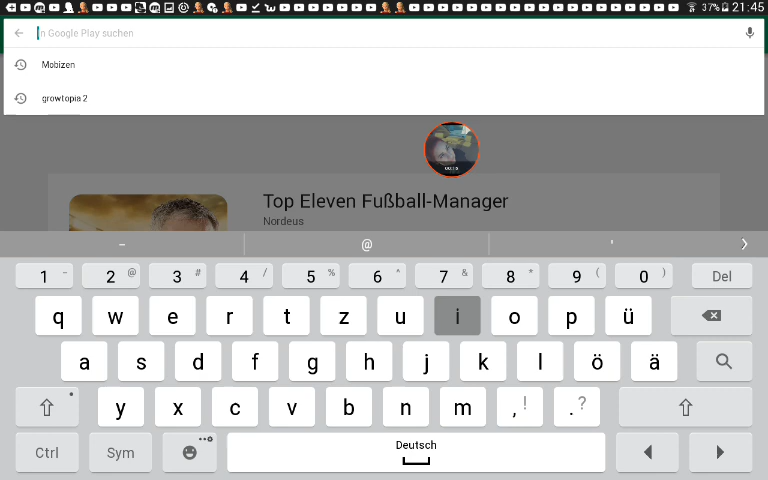 37% 21:45
n Google Play suchen
Mobizen
growtopia 2
Top Eleven Fußball-Manager
Nordeus
- @ '
1 - 2 @ 3 # 4 / 5 % 6 ^ 7 & 8 * 9 ( 0 ) Del
q w e r t z u i o p ü
a s d f g h j k l ö ä
y x c v b n m , ! . ?
Ctrl Sym Deutsch